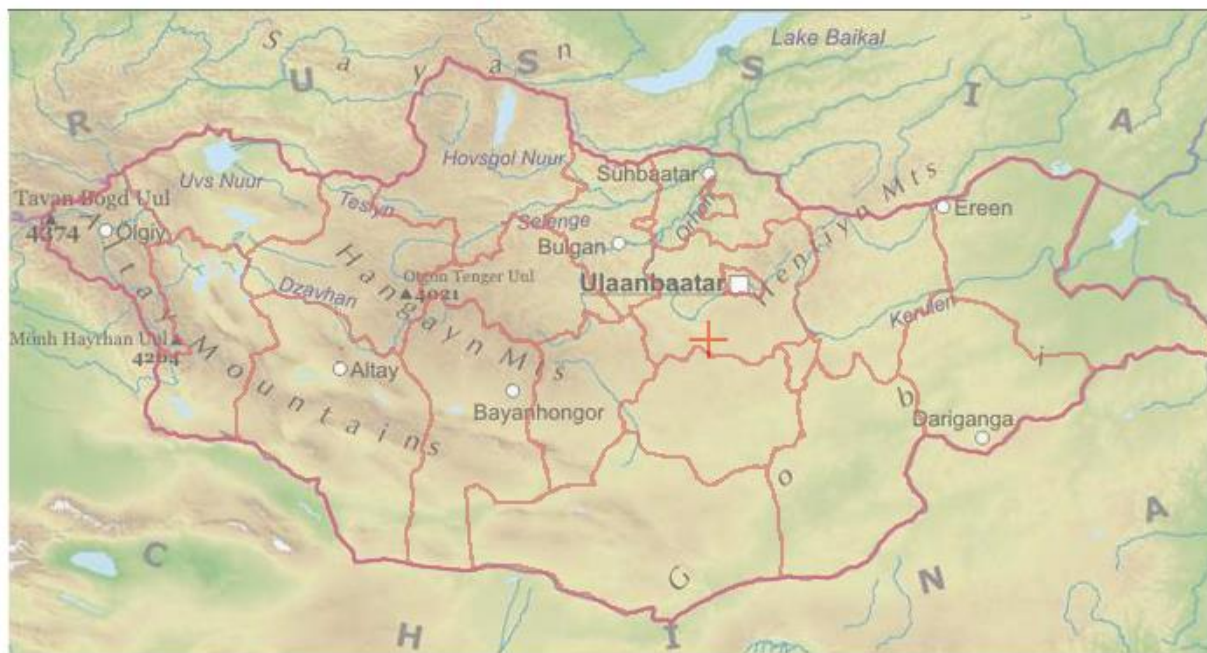 Lake Baikal
S a y a n
R U S S I A
Hovsgol Nuur
Uvs Nuur
Suhbaatar
Tavan Bogd Uul
4374
Teslyn
Selenge
Orhon
Hentiyn Mts
Ereen
Olgiy
Bulgan
Otgon Tenger Uul
4021
Ulaanbaatar
Dzavhan
Kerulen
Monh Hayrhan Uul
4204
Altay Mountains
Hangayn Mts
Altay
Bayanhongor
Dariganga
G o b i
C H I N A